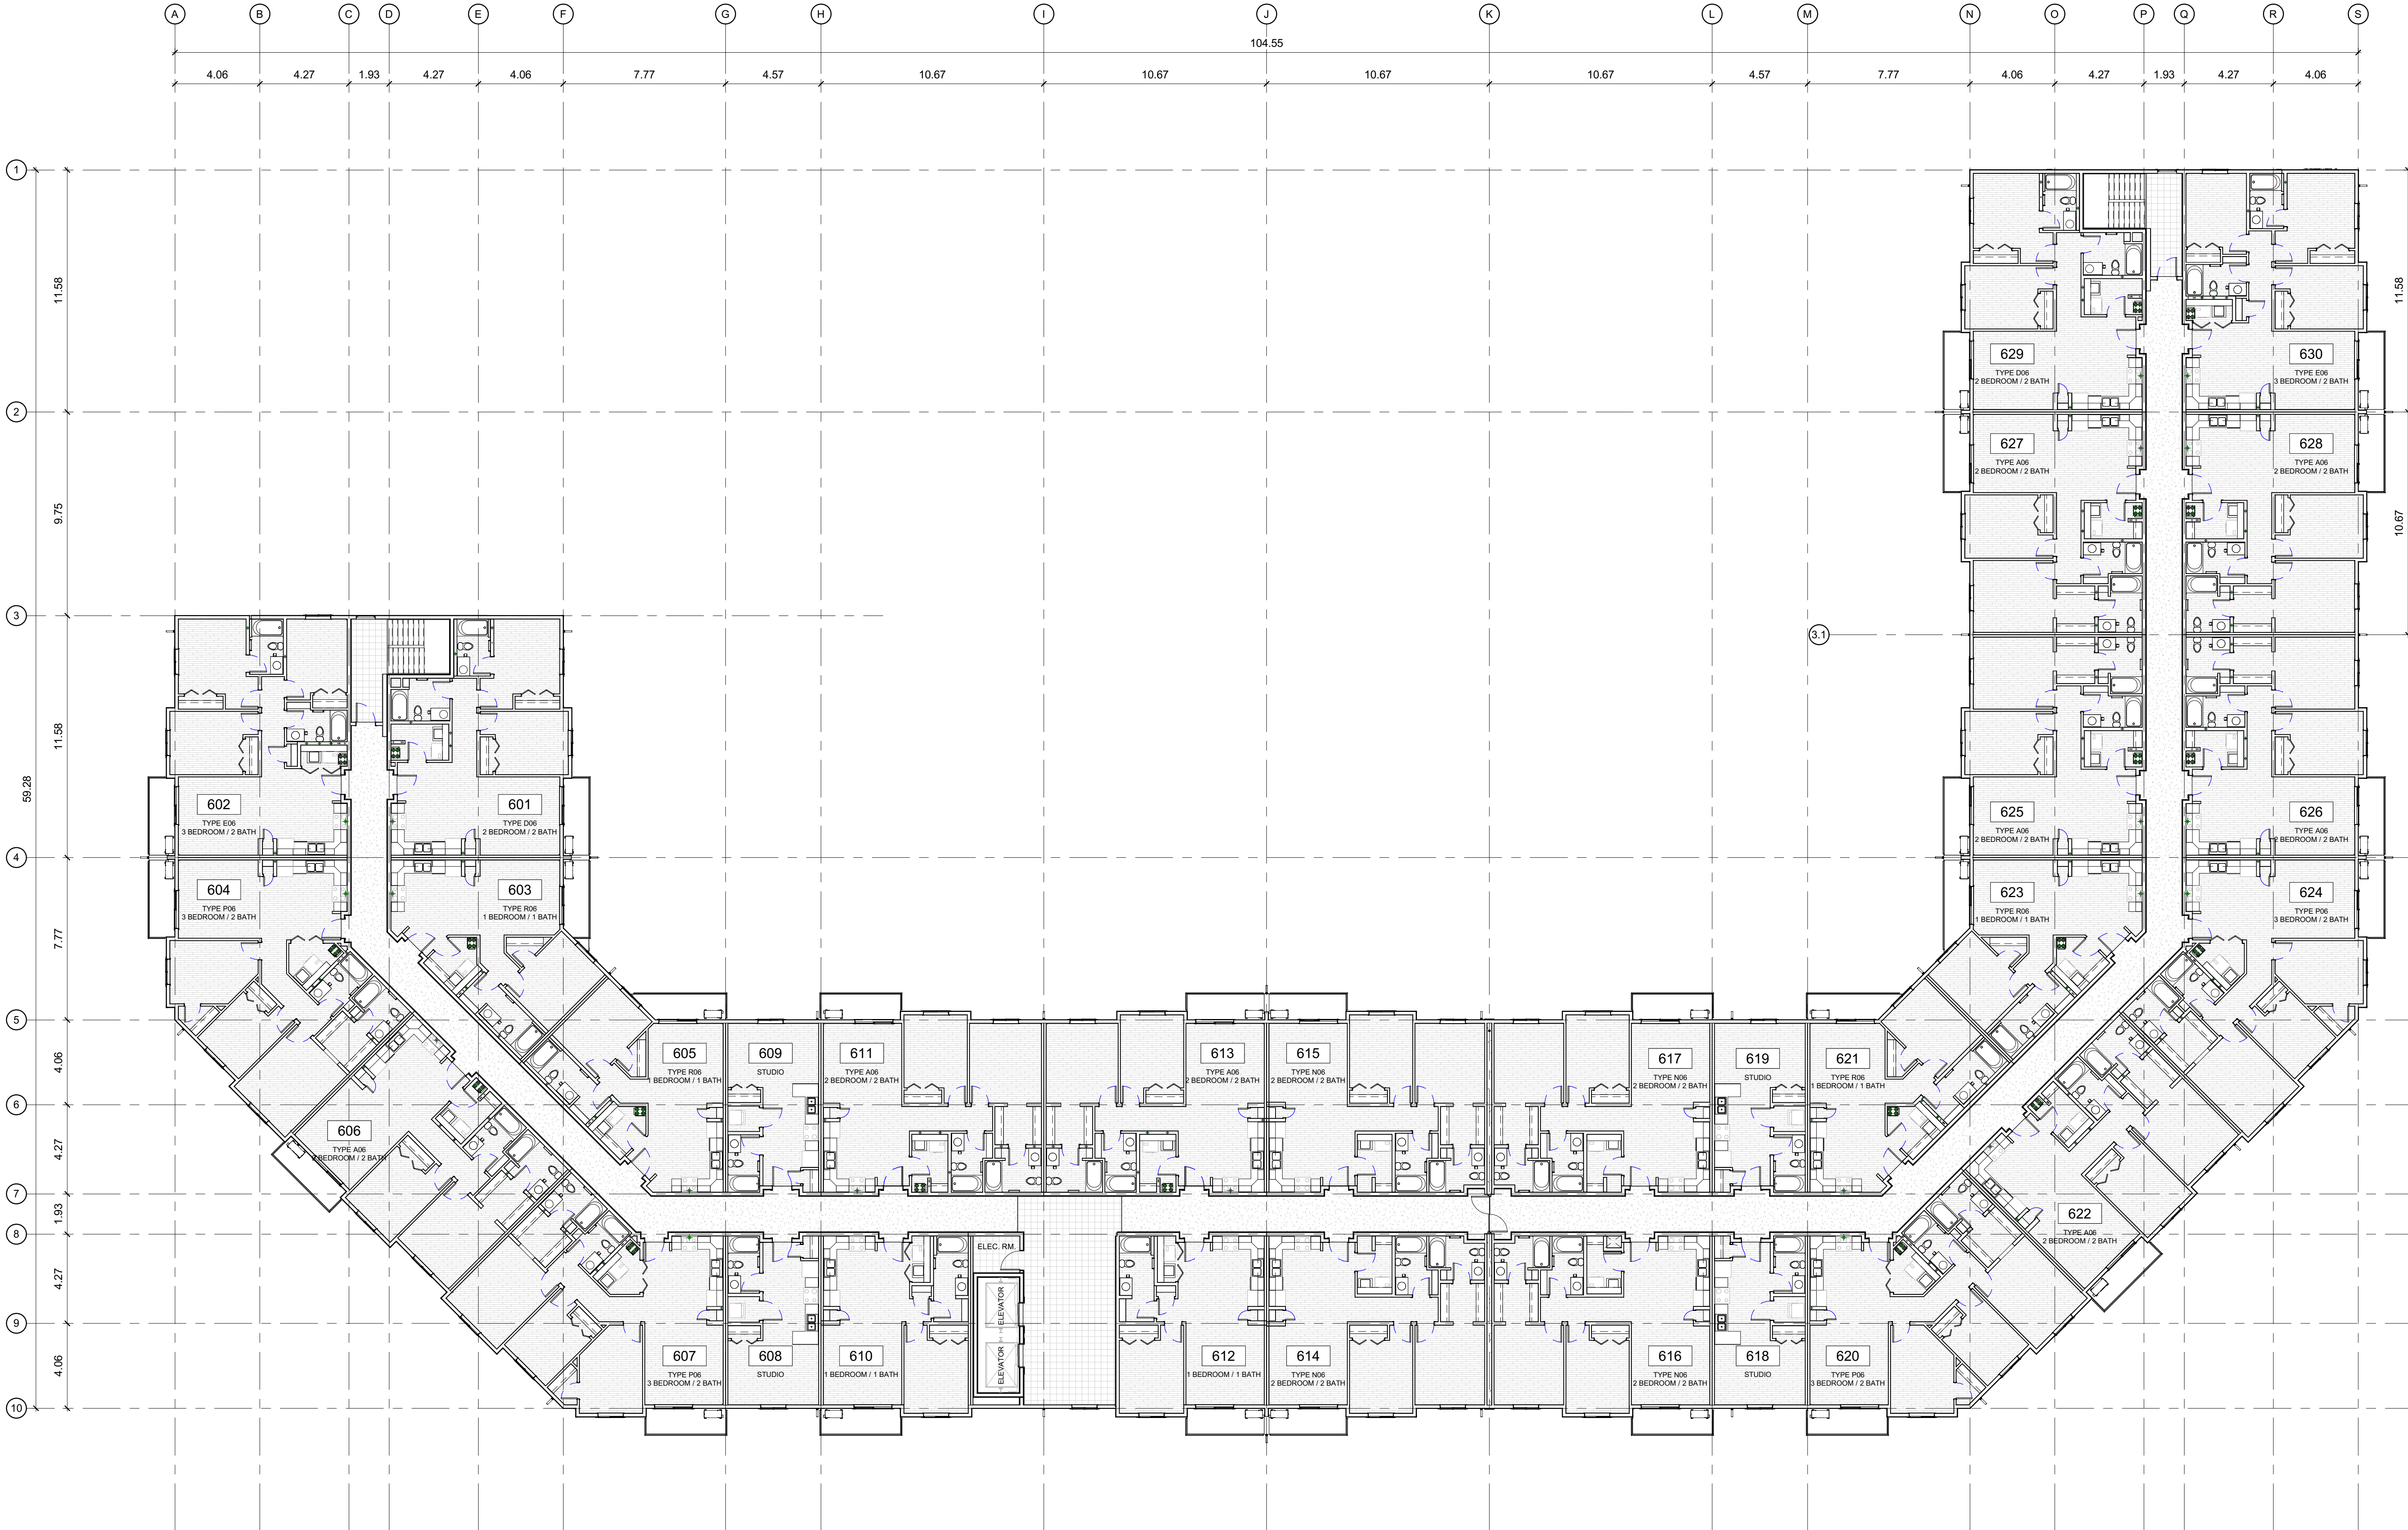 A B C D E F G H I J K L M N O P Q R S
104.55
4.06 4.27 1.93 4.27 4.06 7.77 4.57 10.67 10.67 10.67 10.67 4.57 7.77 4.06 4.27 1.93 4.27 4.06
1
11.58
11.58
629
TYPE D06
2 BEDROOM / 2 BATH
630
TYPE E06
3 BEDROOM / 2 BATH
2
627
TYPE A06
2 BEDROOM / 2 BATH
628
TYPE A06
2 BEDROOM / 2 BATH
9.75
10.67
3
3.1
11.58
59.28
602
TYPE E06
3 BEDROOM / 2 BATH
601
TYPE D06
2 BEDROOM / 2 BATH
625
TYPE A06
2 BEDROOM / 2 BATH
626
TYPE A06
2 BEDROOM / 2 BATH
4
604
TYPE P06
3 BEDROOM / 2 BATH
603
TYPE R06
1 BEDROOM / 1 BATH
623
TYPE R06
1 BEDROOM / 1 BATH
624
TYPE P06
3 BEDROOM / 2 BATH
7.77
5
4.06
605
TYPE R06
1 BEDROOM / 1 BATH
609
STUDIO
611
TYPE A06
2 BEDROOM / 2 BATH
613
TYPE A06
2 BEDROOM / 2 BATH
615
TYPE N06
2 BEDROOM / 2 BATH
617
TYPE N06
2 BEDROOM / 2 BATH
619
STUDIO
621
TYPE R06
1 BEDROOM / 1 BATH
6
606
TYPE A06
2 BEDROOM / 2 BATH
4.27
7
1.93
622
TYPE A06
2 BEDROOM / 2 BATH
8
ELEC. RM.
4.27
ELEVATOR
ELEVATOR
9
4.06
607
TYPE P06
3 BEDROOM / 2 BATH
608
STUDIO
610
1 BEDROOM / 1 BATH
612
1 BEDROOM / 1 BATH
614
TYPE N06
2 BEDROOM / 2 BATH
616
TYPE N06
2 BEDROOM / 2 BATH
618
STUDIO
620
TYPE P06
3 BEDROOM / 2 BATH
10